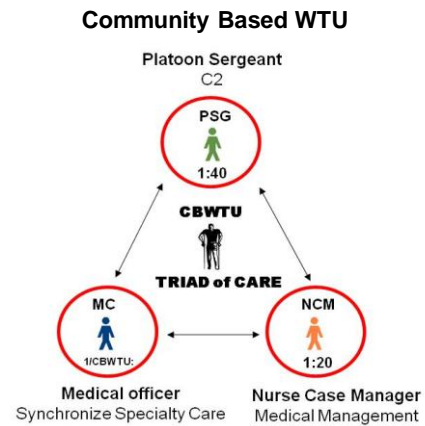 Community Based WTU
Platoon Sergeant
C2
PSG
1:40
CBWTU
TRIAD of CARE
MC
1/CBWTU:
NCM
1:20
Medical officer
Synchronize Specialty Care
Nurse Case Manager
Medical Management